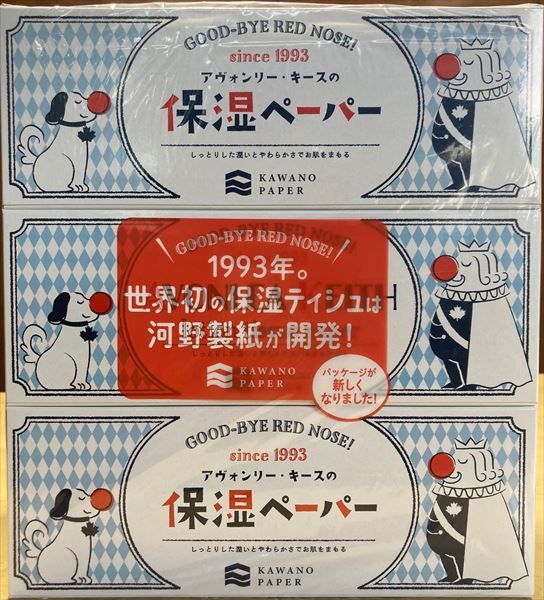 GOOD-BYE RED NOSE!
since 1993
アヴォンリー・キースの
保湿ペーパー
しっとりした潤いとやわらかさでお肌をまもる
KAWANO
PAPER
GOOD-BYE RED NOSE!
1993年。
世界初の保湿ティシュは
河野製紙が開発!
KAWANO
PAPER
パッケージが
新しく
なりました!
GOOD-BYE RED NOSE!
since 1993
アヴォンリー・キースの
保湿ペーパー
しっとりした潤いとやわらかさでお肌をまもる
KAWANO
PAPER